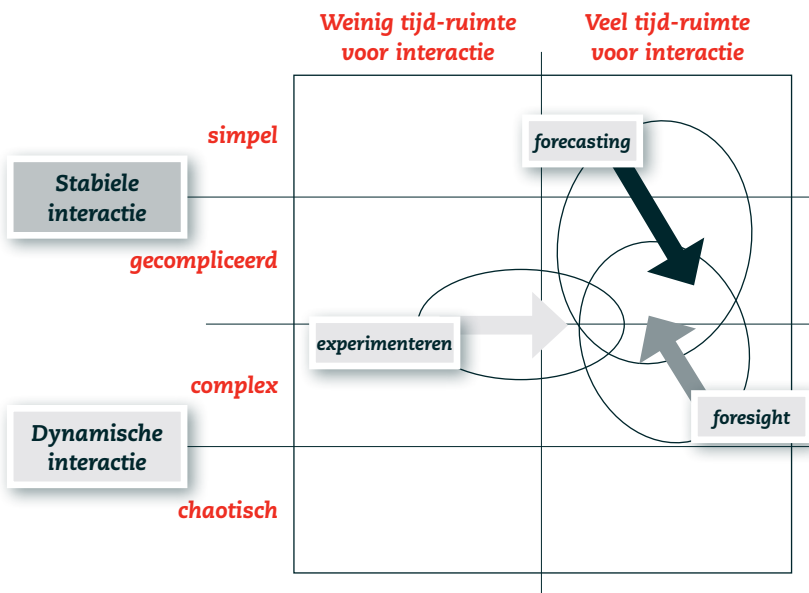 Weinig tijd-ruimte
voor interactie
Veel tijd-ruimte
voor interactie
simpel
forecasting
Stabiele
interactie
gecompliceerd
experimenteren
complex
foresight
Dynamische
interactie
chaotisch